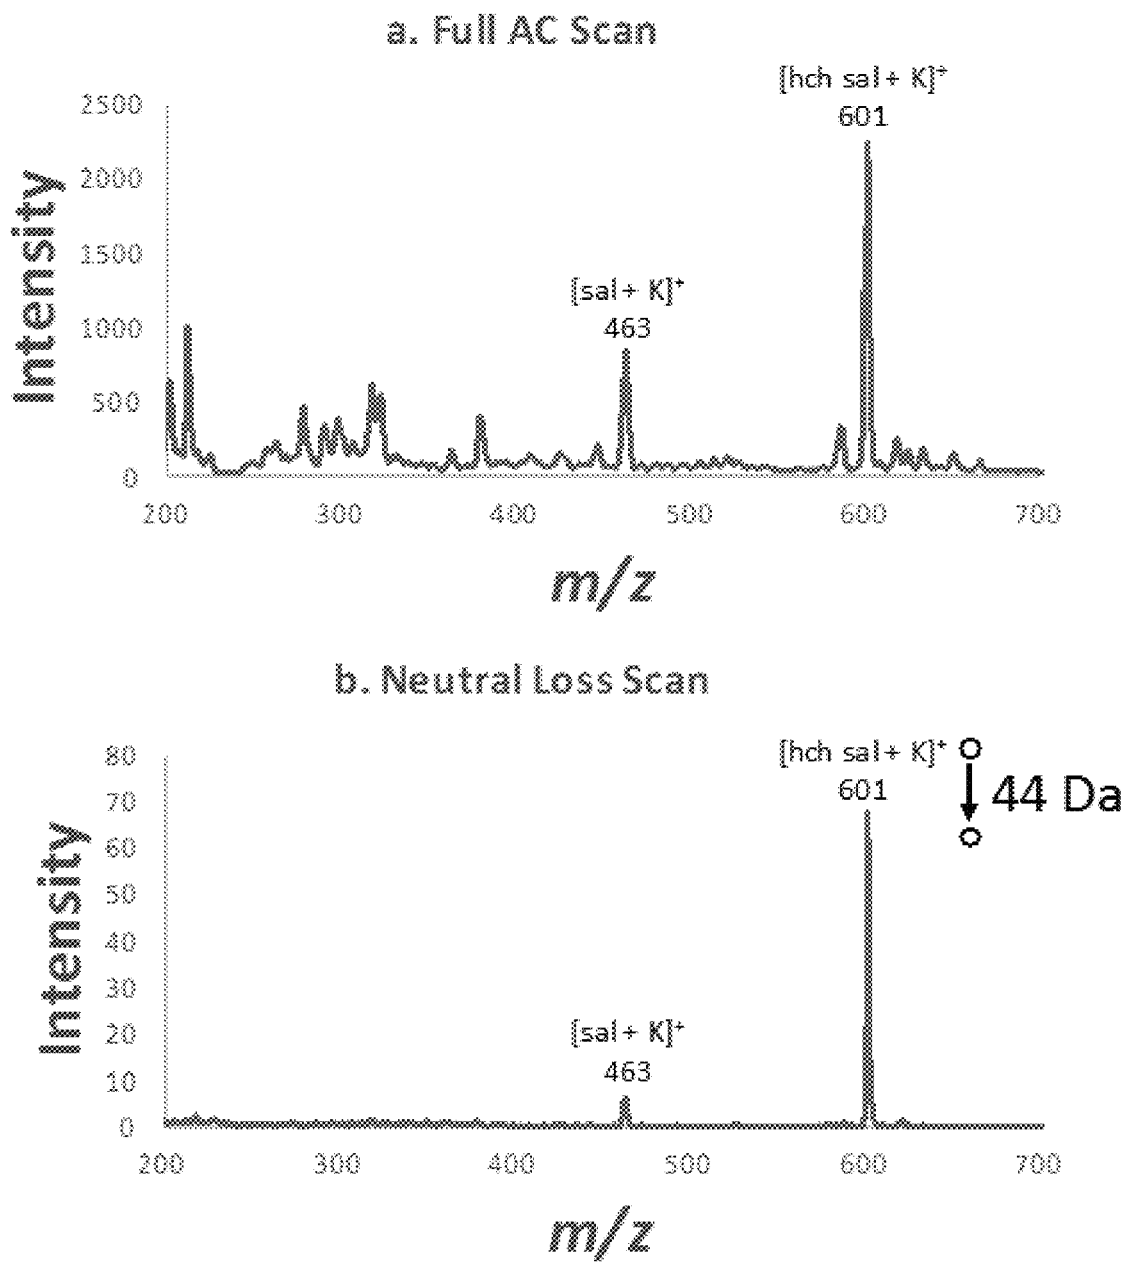 a. Full AC Scan
[hch sal + K]⁺
601
2500
2000
1500
1000
500
0
Intensity
[sal + K]⁺
463
200 300 400 500 600 700
m/z
b. Neutral Loss Scan
[hch sal + K]⁺
601
44 Da
80
70
60
50
40
30
20
10
0
Intensity
[sal + K]⁺
463
200 300 400 500 600 700
m/z